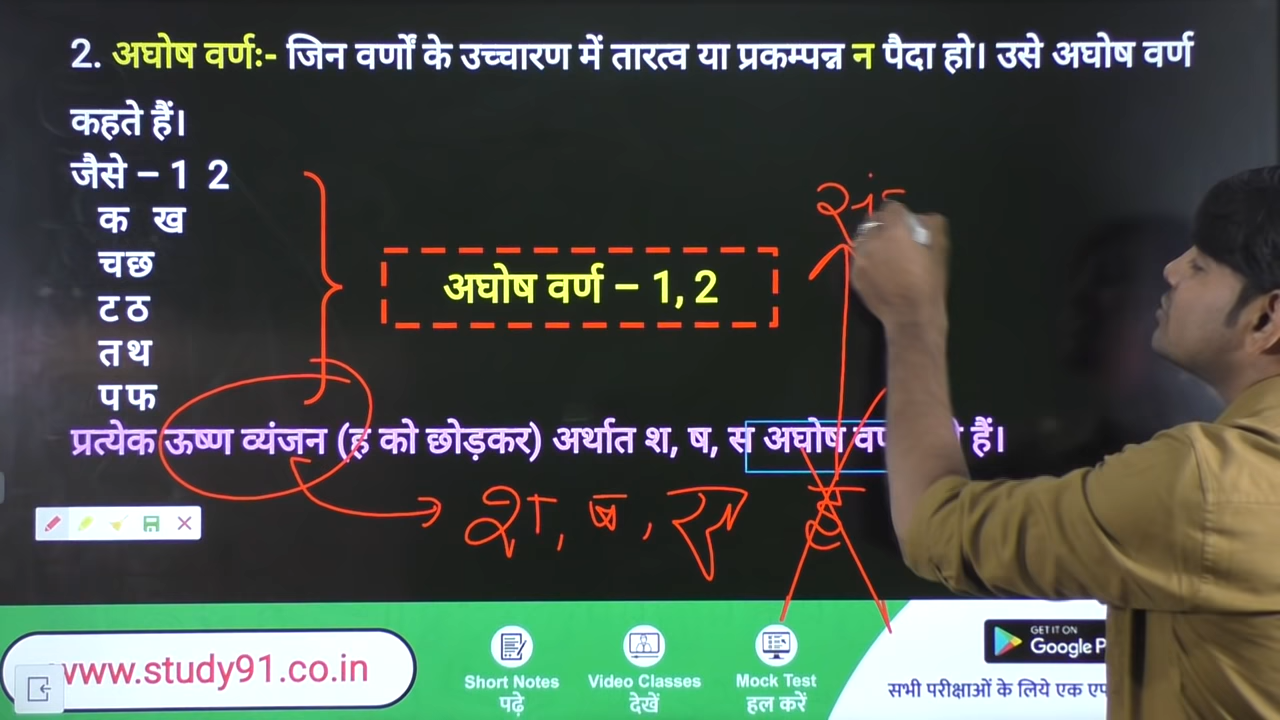 2. अघोष वर्णः- जिन वर्णों के उच्चारण में तारत्व या प्रकम्पन्न न पैदा हो। उसे अघोष वर्ण
कहते हैं।
जैसे – 1 2
क ख
च छ
ट ठ
त थ
प फ
अघोष वर्ण – 1, 2
प्रत्येक ऊष्ण व्यंजन (ह को छोड़कर) अर्थात श, ष, स अघोष हैं।
श, ष, स ह
www.study91.co.in
Short Notes
पढ़े
Video Classes
देखें
Mock Test
हल करें
GET IT ON
Google
सभी परीक्षाओं के लिये एक